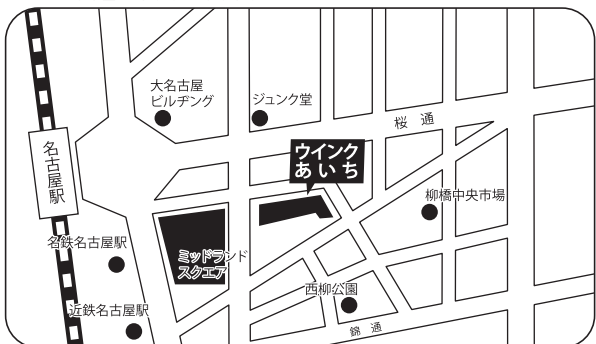 大名古屋
ビルヂング
ジュンク堂
桜通
名古屋駅
ウインク
あいち
柳橋中央市場
名鉄名古屋駅
ミッドランド
スクエア
西柳公園
近鉄名古屋駅
錦通